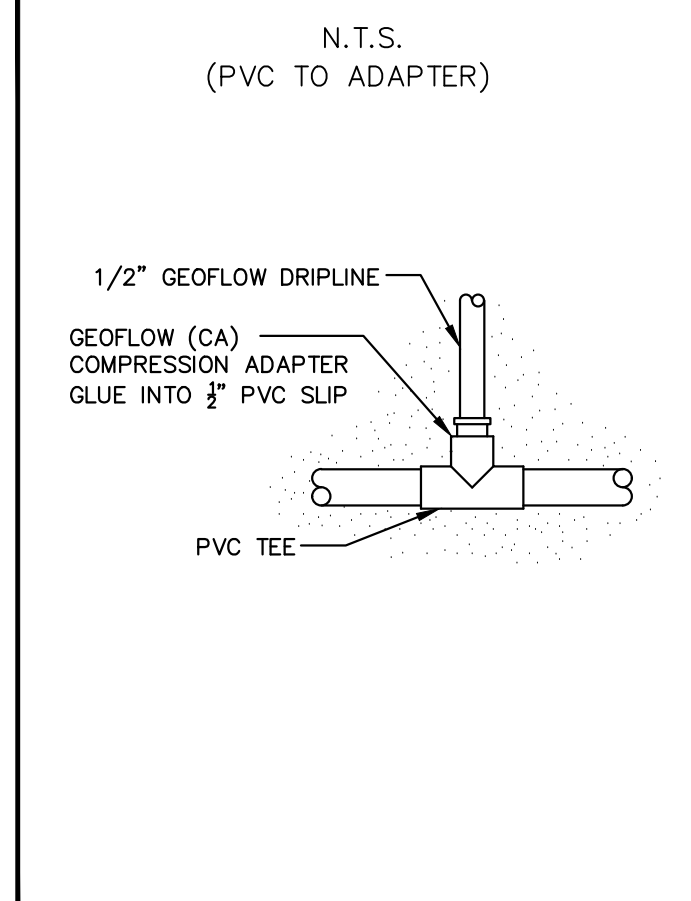 N.T.S.
(PVC TO ADAPTER)
1/2" GEOFLOW DRIPLINE
GEOFLOW (CA)
COMPRESSION ADAPTER
GLUE INTO ½" PVC SLIP
PVC TEE